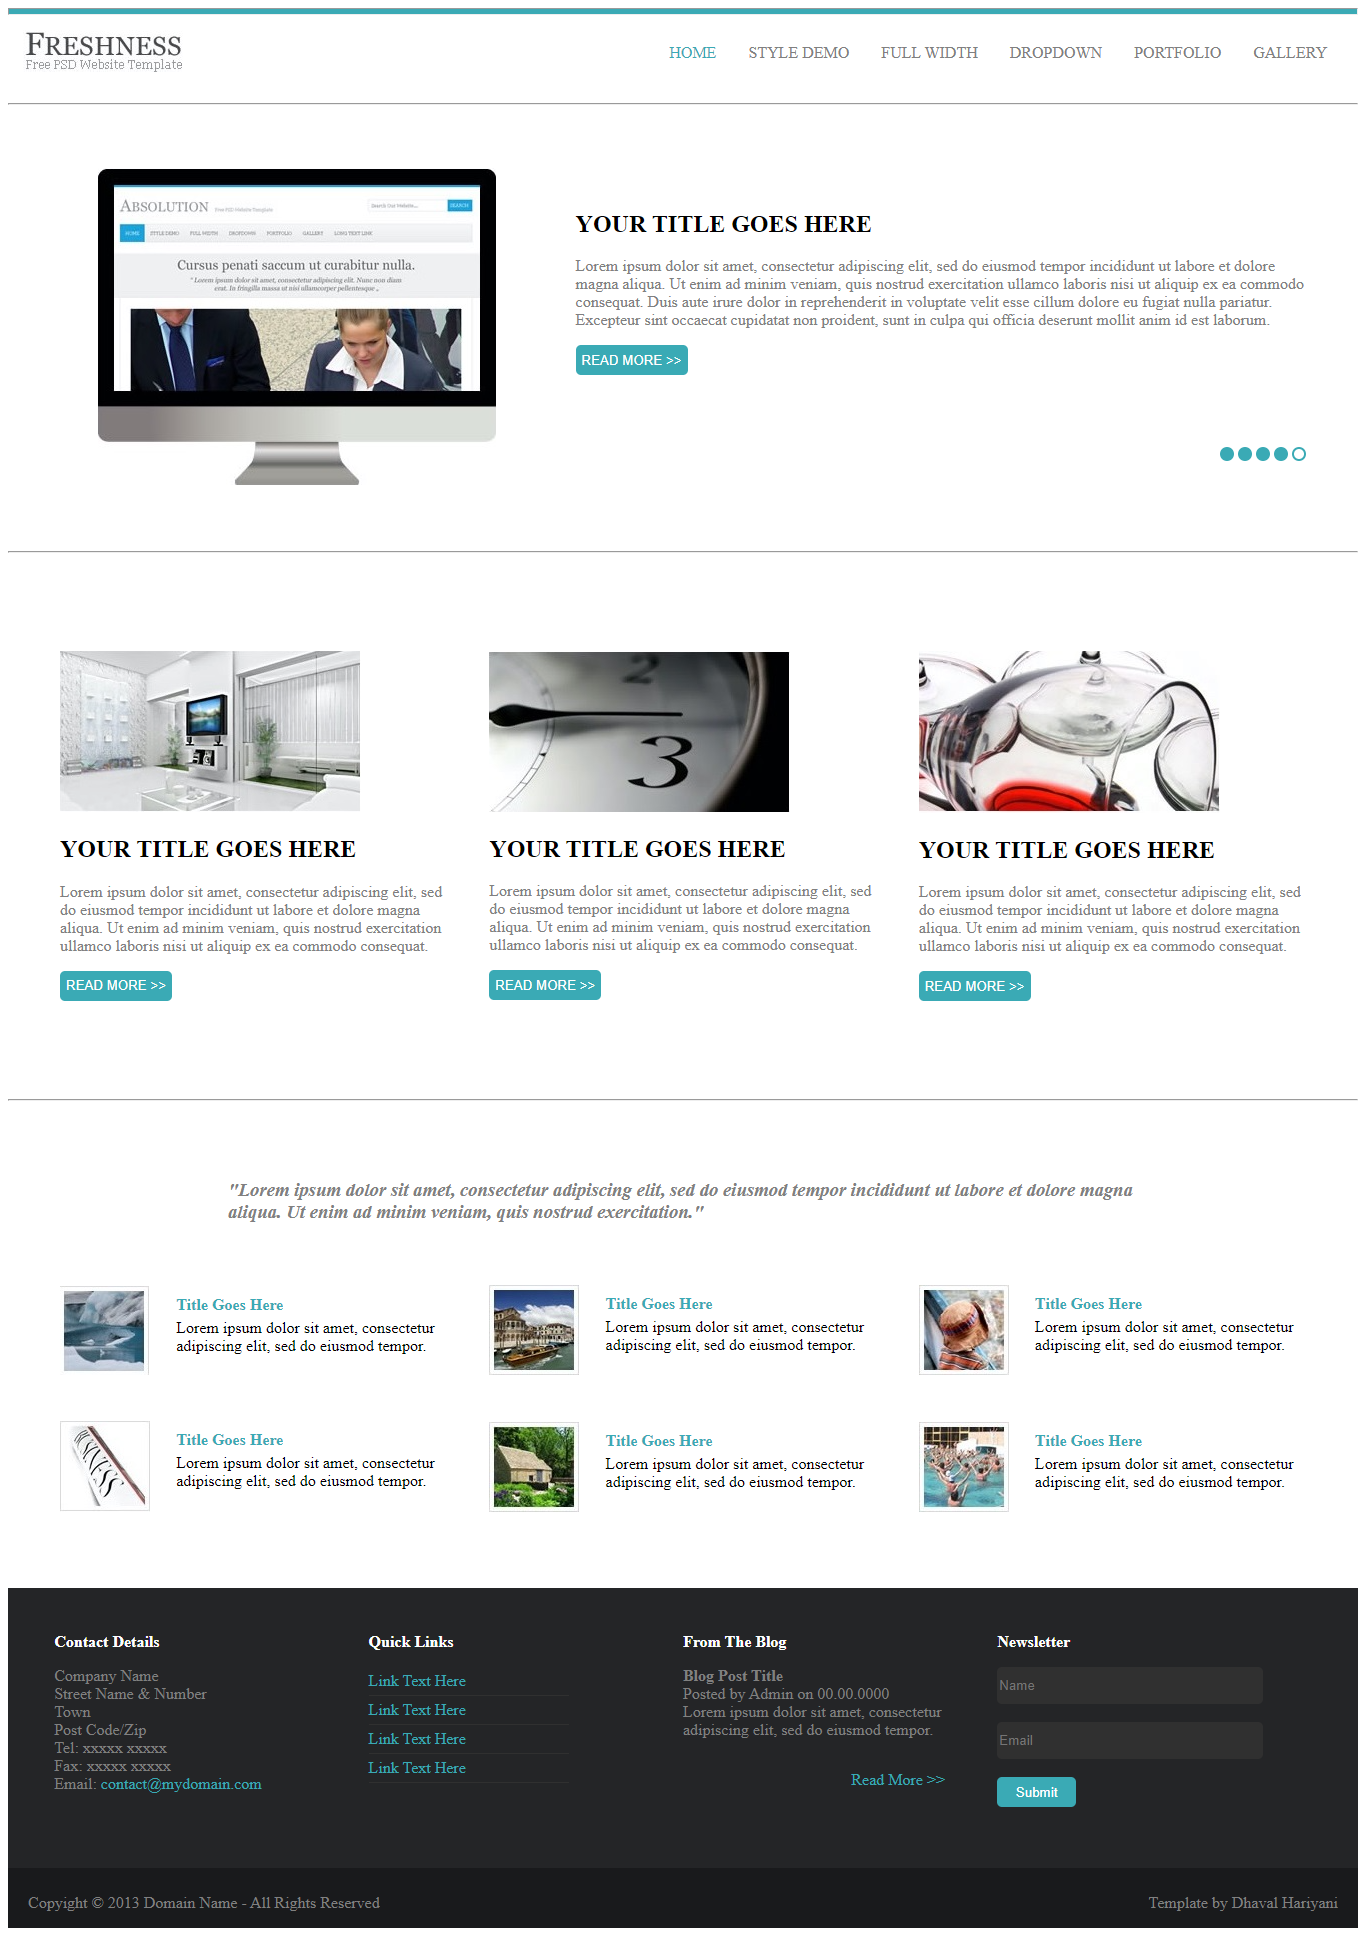 FRESHNESS
Free PSD Website Template
HOME STYLE DEMO FULL WIDTH DROPDOWN PORTFOLIO GALLERY
ABSOLUTION Free PSD Website Template
Search Our Website... SEARCH
HOME STYLE DEMO FULL WIDTH DROPDOWN PORTFOLIO GALLERY LONG TEXT LINK
Cursus penati saccum ut curabitur nulla.
" Lorem ipsum dolor sit amet, consectetur adipiscing elit. Nunc non diam
erat. In fringilla massa ut nisi ullamcorper pellentesque „
YOUR TITLE GOES HERE
Lorem ipsum dolor sit amet, consectetur adipiscing elit, sed do eiusmod tempor incididunt ut labore et dolore
magna aliqua. Ut enim ad minim veniam, quis nostrud exercitation ullamco laboris nisi ut aliquip ex ea commodo
consequat. Duis aute irure dolor in reprehenderit in voluptate velit esse cillum dolore eu fugiat nulla pariatur.
Excepteur sint occaecat cupidatat non proident, sunt in culpa qui officia deserunt mollit anim id est laborum.
READ MORE >>
2
3
YOUR TITLE GOES HERE
Lorem ipsum dolor sit amet, consectetur adipiscing elit, sed
do eiusmod tempor incididunt ut labore et dolore magna
aliqua. Ut enim ad minim veniam, quis nostrud exercitation
ullamco laboris nisi ut aliquip ex ea commodo consequat.
READ MORE >>
YOUR TITLE GOES HERE
Lorem ipsum dolor sit amet, consectetur adipiscing elit, sed
do eiusmod tempor incididunt ut labore et dolore magna
aliqua. Ut enim ad minim veniam, quis nostrud exercitation
ullamco laboris nisi ut aliquip ex ea commodo consequat.
READ MORE >>
YOUR TITLE GOES HERE
Lorem ipsum dolor sit amet, consectetur adipiscing elit, sed
do eiusmod tempor incididunt ut labore et dolore magna
aliqua. Ut enim ad minim veniam, quis nostrud exercitation
ullamco laboris nisi ut aliquip ex ea commodo consequat.
READ MORE >>
"Lorem ipsum dolor sit amet, consectetur adipiscing elit, sed do eiusmod tempor incididunt ut labore et dolore magna
aliqua. Ut enim ad minim veniam, quis nostrud exercitation."
Title Goes Here
Lorem ipsum dolor sit amet, consectetur
adipiscing elit, sed do eiusmod tempor.
Title Goes Here
Lorem ipsum dolor sit amet, consectetur
adipiscing elit, sed do eiusmod tempor.
Title Goes Here
Lorem ipsum dolor sit amet, consectetur
adipiscing elit, sed do eiusmod tempor.
Title Goes Here
Lorem ipsum dolor sit amet, consectetur
adipiscing elit, sed do eiusmod tempor.
Title Goes Here
Lorem ipsum dolor sit amet, consectetur
adipiscing elit, sed do eiusmod tempor.
Title Goes Here
Lorem ipsum dolor sit amet, consectetur
adipiscing elit, sed do eiusmod tempor.
Contact Details
Company Name
Street Name & Number
Town
Post Code/Zip
Tel: xxxxx xxxxx
Fax: xxxxx xxxxx
Email: contact@mydomain.com
Quick Links
Link Text Here
Link Text Here
Link Text Here
Link Text Here
From The Blog
Blog Post Title
Posted by Admin on 00.00.0000
Lorem ipsum dolor sit amet, consectetur
adipiscing elit, sed do eiusmod tempor.
Read More >>
Newsletter
Name
Email
Submit
Copyight © 2013 Domain Name - All Rights Reserved
Template by Dhaval Hariyani